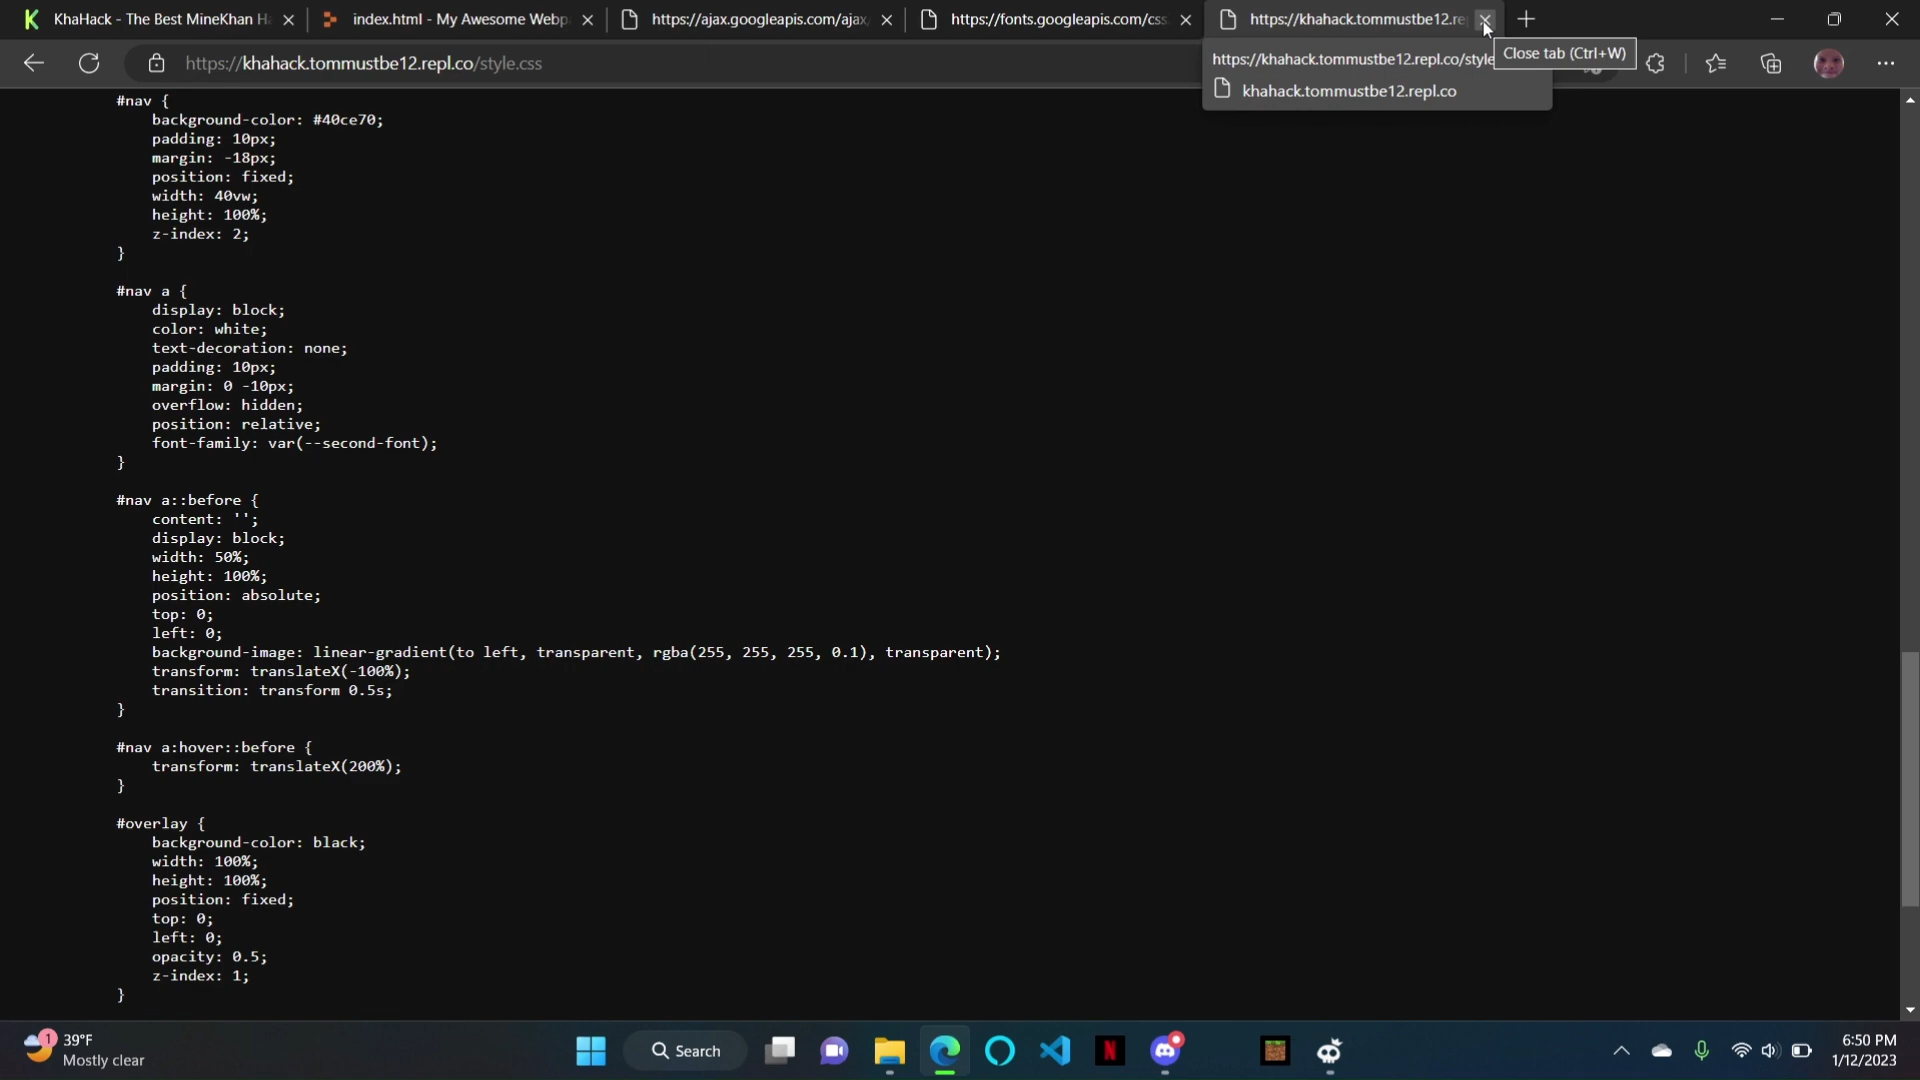 KhaHack - The Best MineKhan H
index.html - My Awesome Webp
https://ajax.googleapis.com/ajax/
https://fonts.googleapis.com/css
https://khahack.tommustbe12.re
https://khahack.tommustbe12.repl.co/style.css
https://khahack.tommustbe12.repl.co/style
Close tab (Ctrl+W)
khahack.tommustbe12.repl.co
#nav {
background-color: #40ce70;
padding: 10px;
margin: -18px;
position: fixed;
width: 40vw;
height: 100%;
z-index: 2;
}
#nav a {
display: block;
color: white;
text-decoration: none;
padding: 10px;
margin: 0 -10px;
overflow: hidden;
position: relative;
font-family: var(--second-font);
}
#nav a::before {
content: '';
display: block;
width: 50%;
height: 100%;
position: absolute;
top: 0;
left: 0;
background-image: linear-gradient(to left, transparent, rgba(255, 255, 255, 0.1), transparent);
transform: translateX(-100%);
transition: transform 0.5s;
}
#nav a:hover::before {
transform: translateX(200%);
}
#overlay {
background-color: black;
width: 100%;
height: 100%;
position: fixed;
top: 0;
left: 0;
opacity: 0.5;
z-index: 1;
}
1
39°F
Mostly clear
Search
6:50 PM
1/12/2023